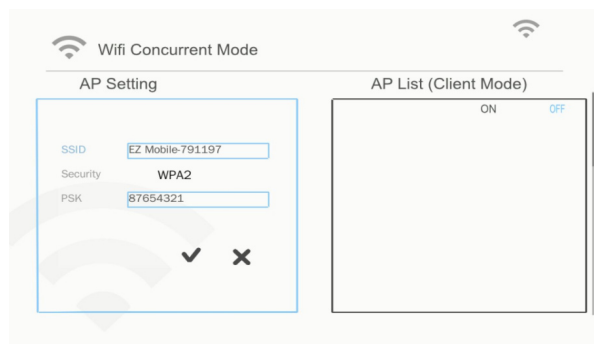 Wifi Concurrent Mode
AP Setting
AP List (Client Mode)
ON OFF
SSID EZ Mobile-791197
Security WPA2
PSK 87654321